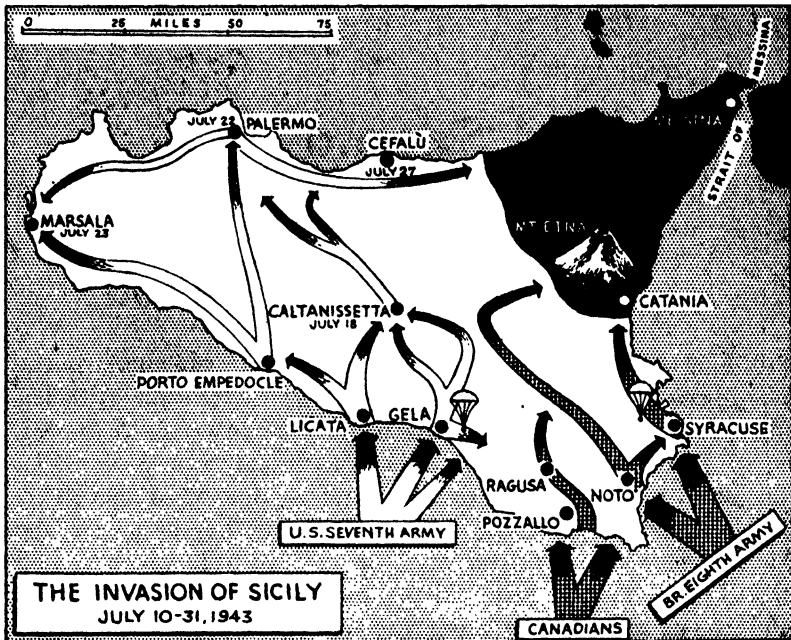 0 25 MILES 50 75
STRAIT OF MESSINA
MESSINA
JULY 22 PALERMO
CEFALÙ
JULY 27
MARSALA
JULY 23
MT. ETNA
CATANIA
CALTANISSETTA
JULY 18
PORTO EMPEDOCLE
LICATA
GELA
SYRACUSE
RAGUSA
NOTO
POZZALLO
U.S. SEVENTH ARMY
BR. EIGHTH ARMY
CANADIANS
THE INVASION OF SICILY
JULY 10-31, 1943